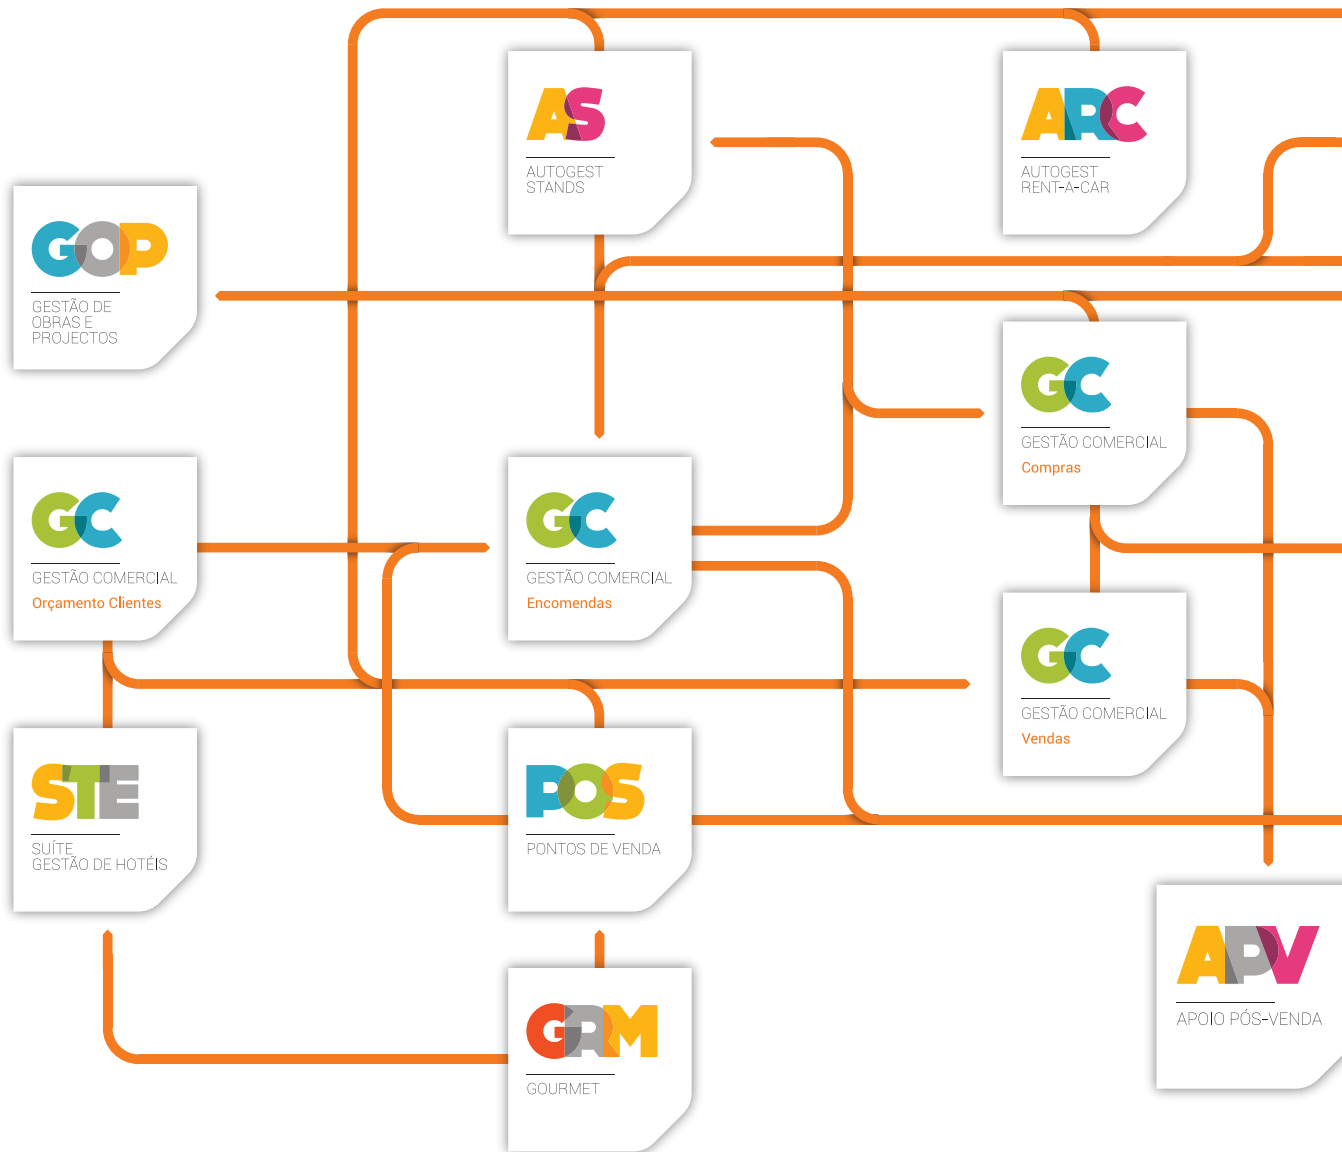 AS
AUTOGEST
STANDS
ARC
AUTOGEST
RENT-A-CAR
GOP
GESTÃO DE
OBRAS E
PROJECTOS
GC
GESTÃO COMERCIAL
Compras
GC
GESTÃO COMERCIAL
Orçamento Clientes
GC
GESTÃO COMERCIAL
Encomendas
GC
GESTÃO COMERCIAL
Vendas
STE
SUÍTE
GESTÃO DE HOTÉIS
POS
PONTOS DE VENDA
APV
APOIO PÓS-VENDA
GRM
GOURMET